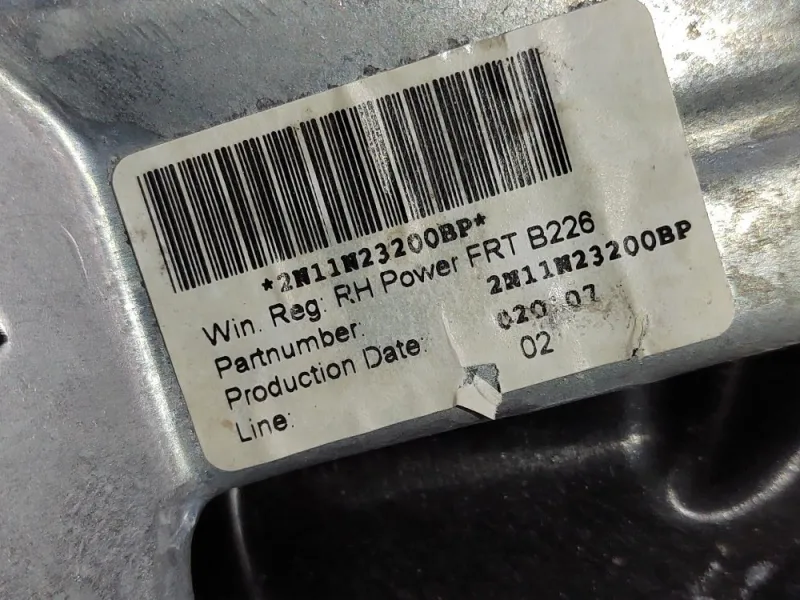 *2N11N23200BP*
Win. Reg: RH Power FRT B226
Partnumber: 2N11N23200BP
Production Date: 020 07
Line: 02